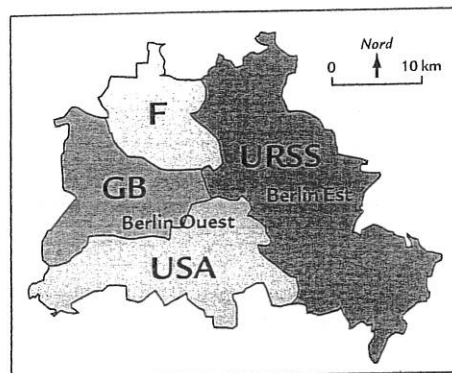 Nord
0 10 km
F
URSS
GB
Berlin Est
Berlin Ouest
USA